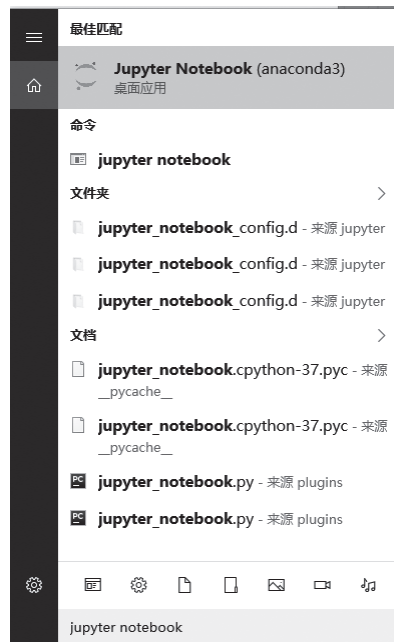 最佳匹配
Jupyter Notebook (anaconda3)
桌面应用
命令
jupyter notebook
文件夹
jupyter_notebook_config.d - 来源 jupyter
jupyter_notebook_config.d - 来源 jupyter
jupyter_notebook_config.d - 来源 jupyter
文档
jupyter_notebook.cpython-37.pyc - 来源
__pycache__
jupyter_notebook.cpython-37.pyc - 来源
__pycache__
PC jupyter_notebook.py - 来源 plugins
PC jupyter_notebook.py - 来源 plugins
jupyter notebook